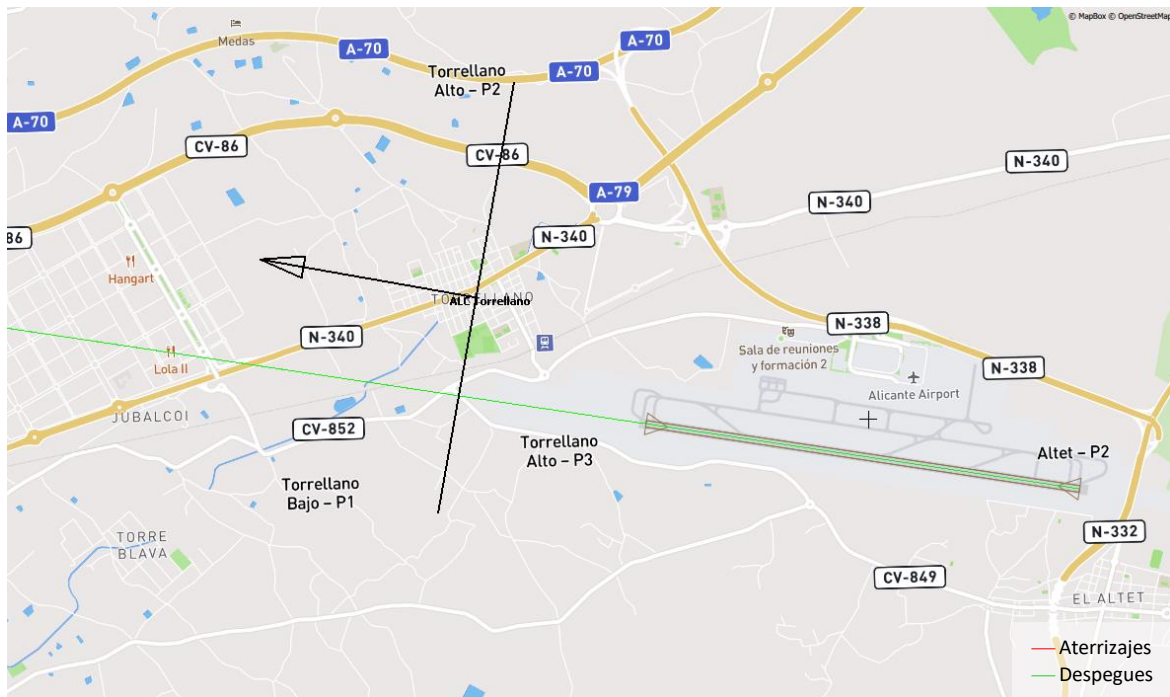 © MapBox © OpenStreetMap
Medas
A-70
A-70
A-70
A-70
Torrellano
Alto – P2
CV-86
CV-86
N-340
A-79
N-340
86
N-340
Hangart
ALC Torrellano
N-340
Lola II
N-338
Sala de reuniones
y formación 2
N-338
Alicante Airport
JUBALCOI
CV-852
Torrellano
Alto – P3
Altet – P2
Torrellano
Bajo – P1
TORRE
BLAVA
N-332
CV-849
EL ALTET
Aterrizajes
Despegues